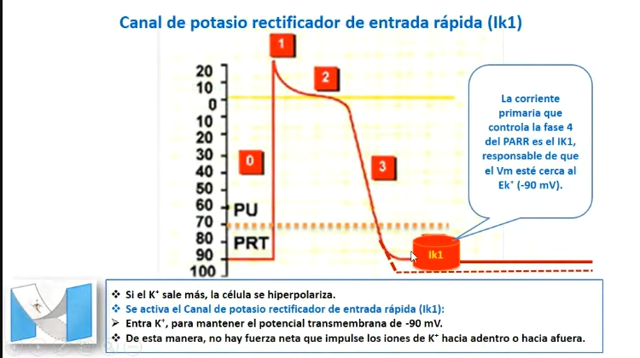 Canal de potasio rectificador de entrada rápida (Ik1)
1
20
10
0
10
20
30
40
50
60
70
80
90
100
2
0
3
PU
PRT
Ik1
La corriente
primaria que
controla la fase 4
del PARR es el IK1,
responsable de que
el Vm esté cerca al
Ek⁺ (-90 mV).
❖ Si el K⁺ sale más, la célula se hiperpolariza.
❖ Se activa el Canal de potasio rectificador de entrada rápida (Ik1):
➢ Entra K⁺, para mantener el potencial transmembrana de -90 mV.
❖ De esta manera, no hay fuerza neta que impulse los iones de K⁺ hacia adentro o hacia afuera.